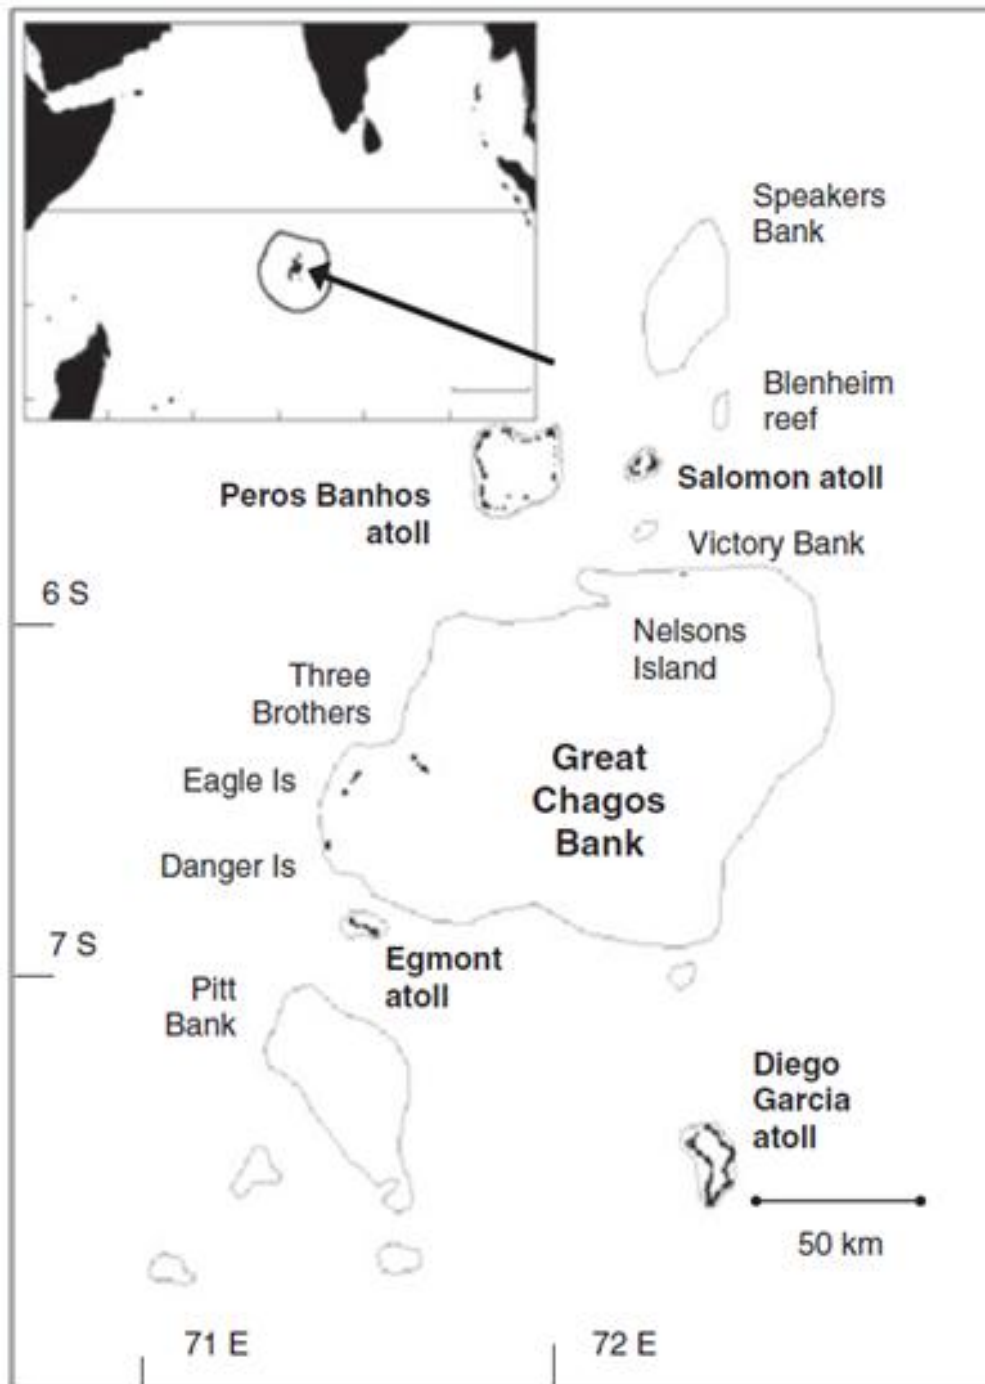 Speakers
Bank
Blenheim
reef
Peros Banhos
atoll
Salomon atoll
Victory Bank
6 S
Nelsons
Island
Three
Brothers
Great
Chagos
Bank
Eagle Is
Danger Is
7 S
Egmont
atoll
Pitt
Bank
Diego
Garcia
atoll
50 km
71 E
72 E